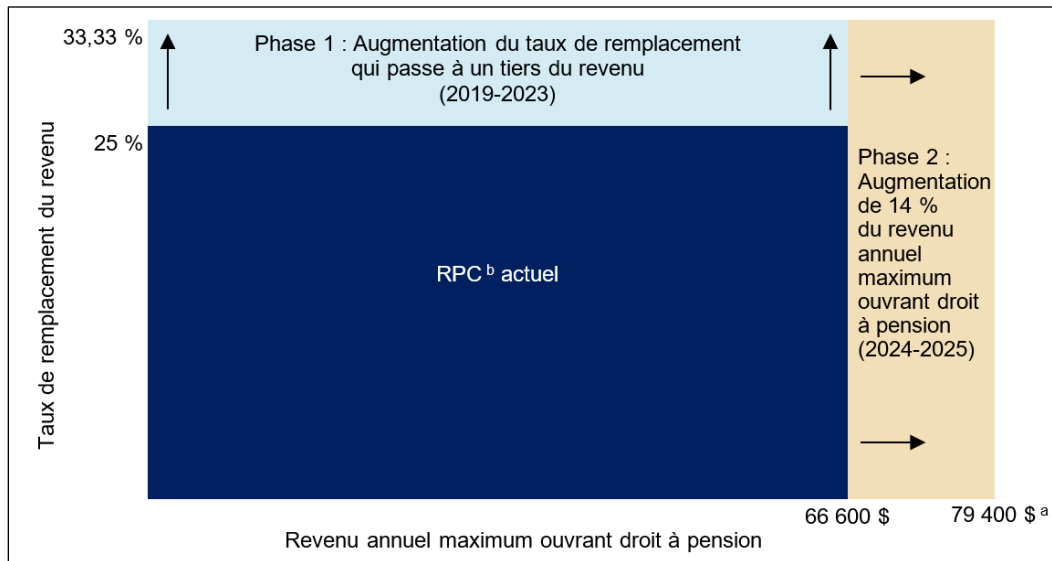 33,33 %
Phase 1 : Augmentation du taux de remplacement
qui passe à un tiers du revenu
(2019-2023)
25 %
Taux de remplacement du revenu
Phase 2 :
Augmentation
de 14 %
du revenu
annuel
maximum
ouvrant droit
à pension
(2024-2025)
RPC ᵇ actuel
66 600 $
79 400 $ ᵃ
Revenu annuel maximum ouvrant droit à pension